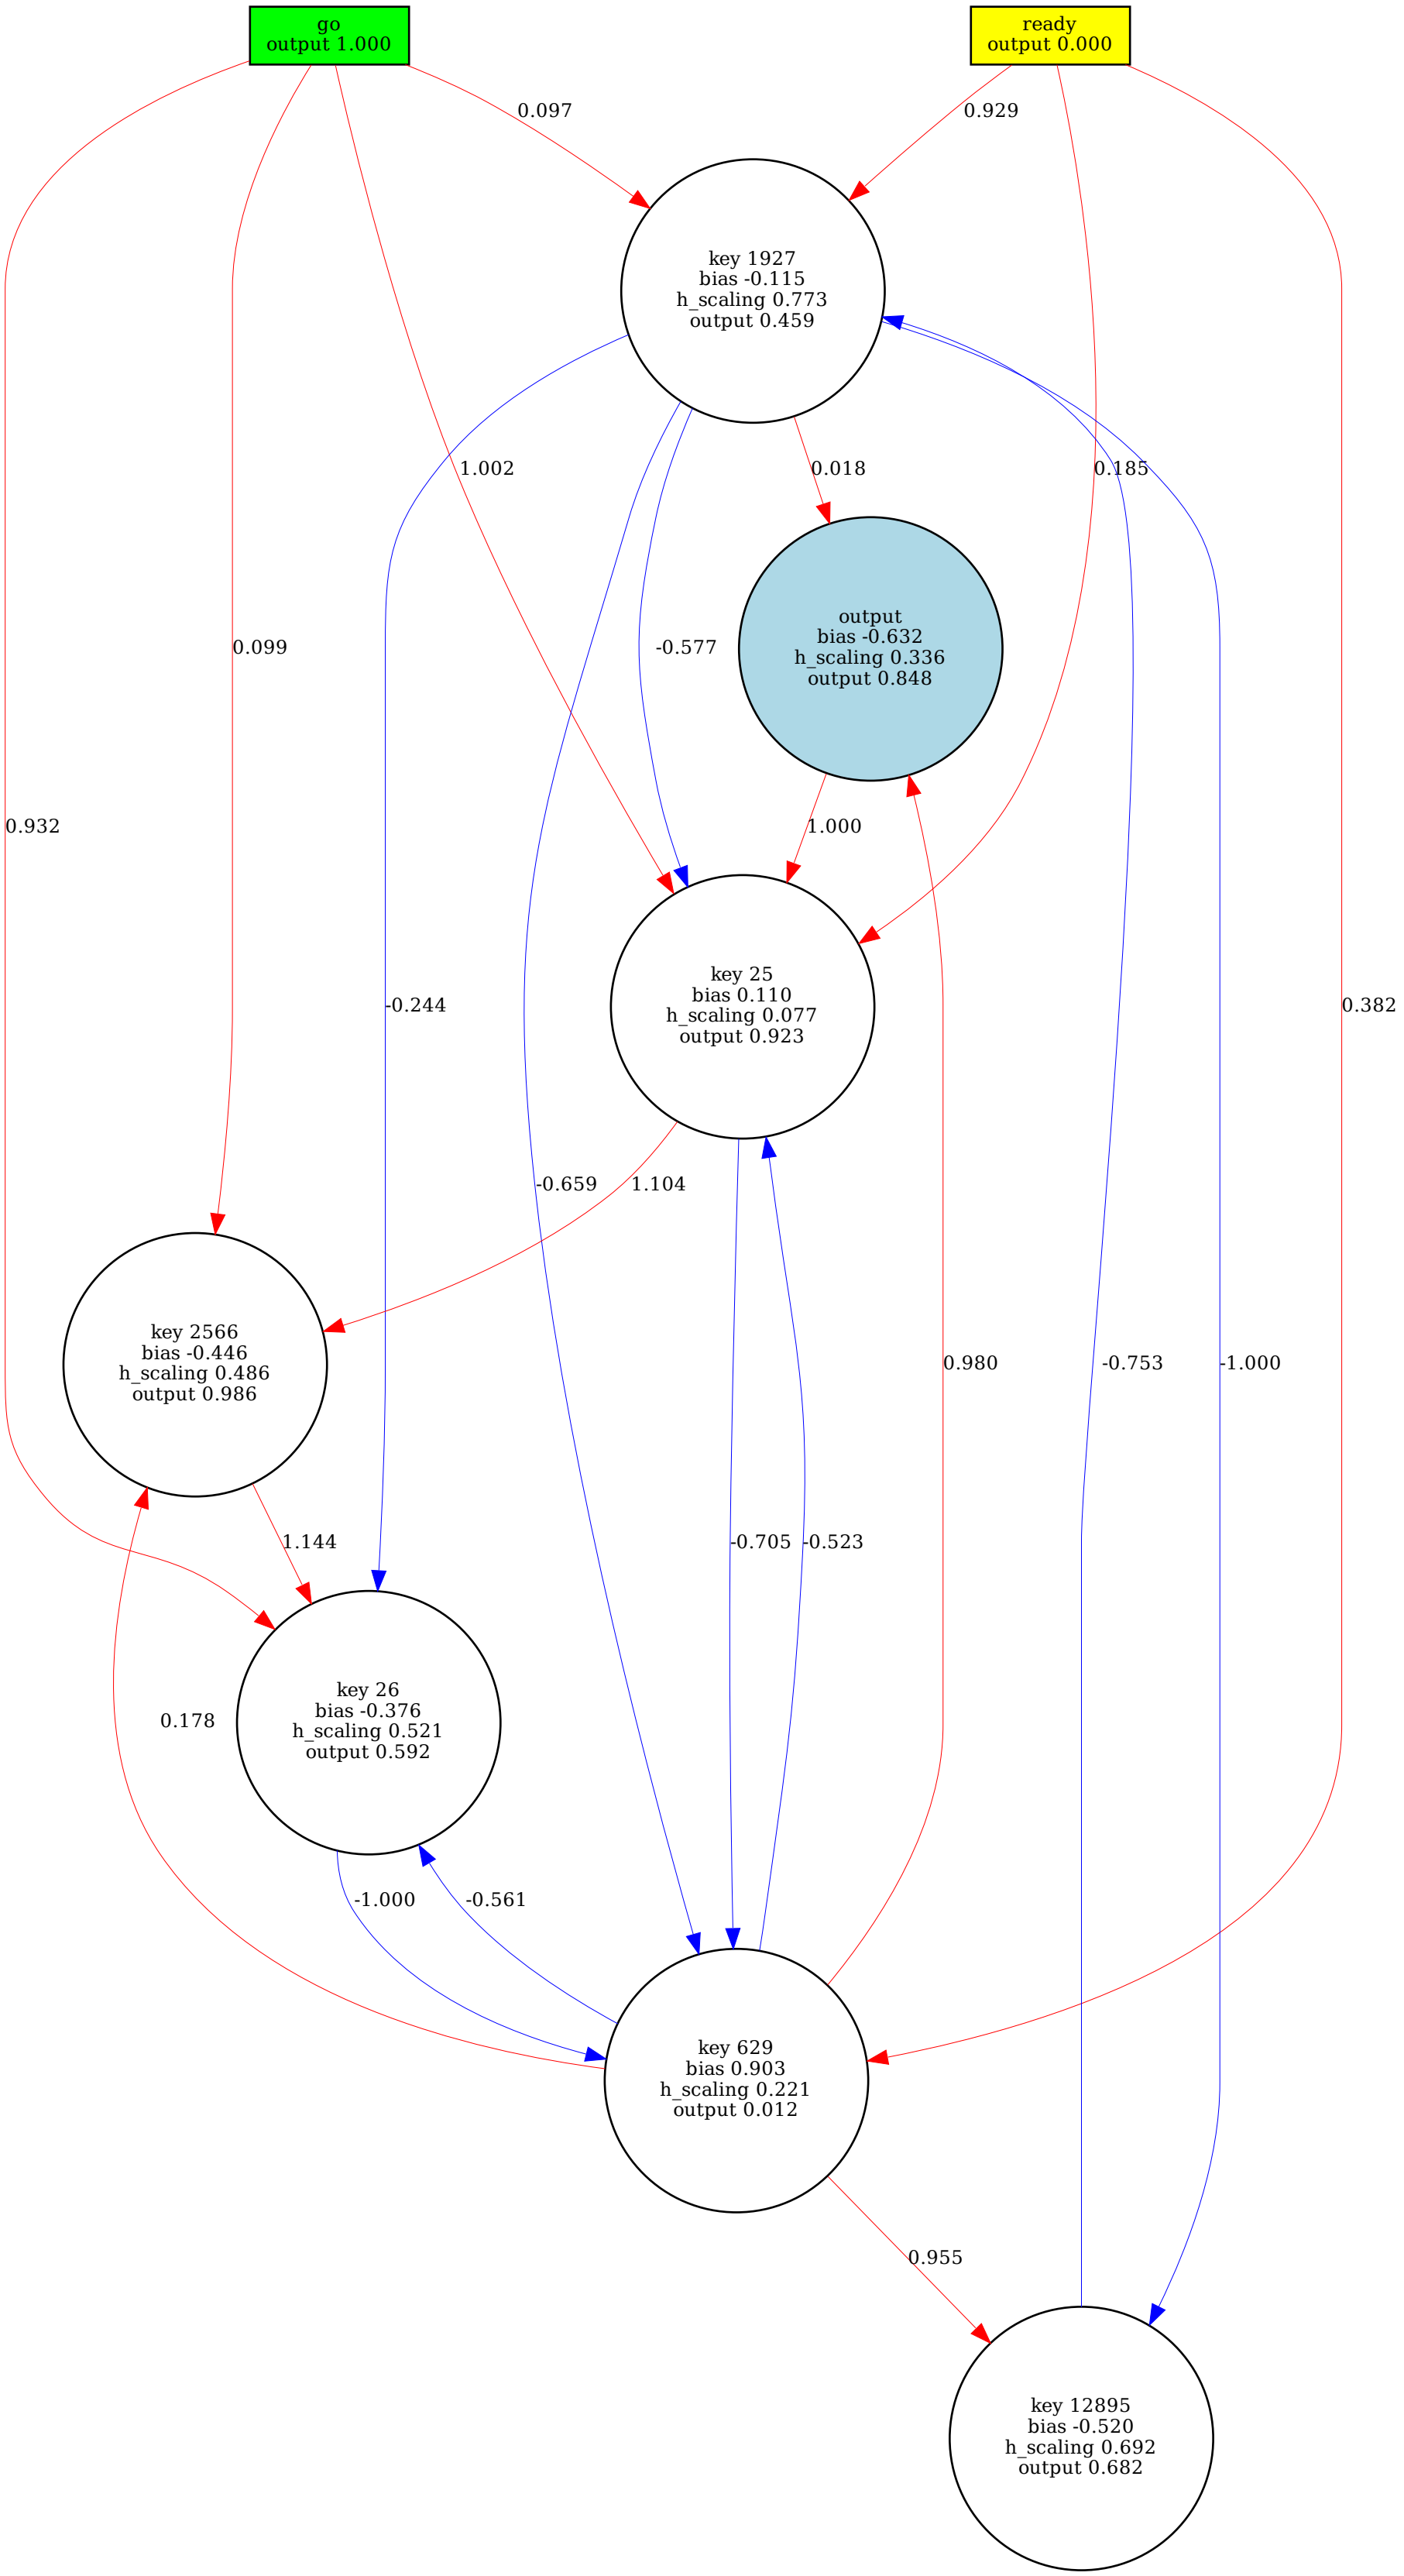 go
output 1.000
ready
output 0.000
0.097
0.929
key 1927
bias -0.115
h_scaling 0.773
output 0.459
1.002
0.018
0.185
output
bias -0.632
h_scaling 0.336
output 0.848
0.099
-0.577
0.932
1.000
key 25
bias 0.110
h_scaling 0.077
output 0.923
-0.244
0.382
-0.659
1.104
key 2566
bias -0.446
h_scaling 0.486
output 0.986
0.980
-0.753
-1.000
1.144
-0.705
-0.523
key 26
bias -0.376
h_scaling 0.521
output 0.592
0.178
-1.000
-0.561
key 629
bias 0.903
h_scaling 0.221
output 0.012
0.955
key 12895
bias -0.520
h_scaling 0.692
output 0.682